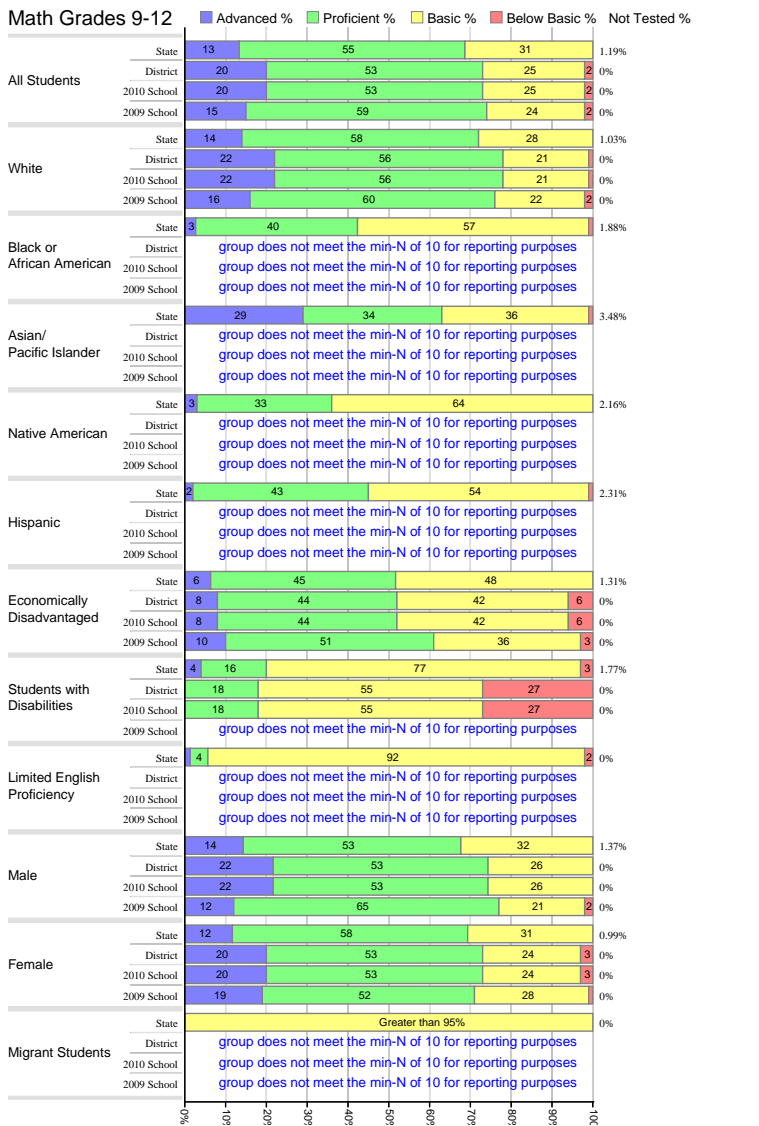 Math Grades 9-12
Advanced % Proficient % Basic % Below Basic % Not Tested %
All Students
State 13 55 31 1.19%
District 20 53 25 2 0%
2010 School 20 53 25 2 0%
2009 School 15 59 24 2 0%
White
State 14 58 28 1.03%
District 22 56 21 0%
2010 School 22 56 21 0%
2009 School 16 60 22 2 0%
Black or
African American
State 3 40 57 1.88%
District group does not meet the min-N of 10 for reporting purposes
2010 School group does not meet the min-N of 10 for reporting purposes
2009 School group does not meet the min-N of 10 for reporting purposes
Asian/
Pacific Islander
State 29 34 36 3.48%
District group does not meet the min-N of 10 for reporting purposes
2010 School group does not meet the min-N of 10 for reporting purposes
2009 School group does not meet the min-N of 10 for reporting purposes
Native American
State 3 33 64 2.16%
District group does not meet the min-N of 10 for reporting purposes
2010 School group does not meet the min-N of 10 for reporting purposes
2009 School group does not meet the min-N of 10 for reporting purposes
Hispanic
State 2 43 54 2.31%
District group does not meet the min-N of 10 for reporting purposes
2010 School group does not meet the min-N of 10 for reporting purposes
2009 School group does not meet the min-N of 10 for reporting purposes
Economically
Disadvantaged
State 6 45 48 1.31%
District 8 44 42 6 0%
2010 School 8 44 42 6 0%
2009 School 10 51 36 3 0%
Students with
Disabilities
State 4 16 77 3 1.77%
District 18 55 27 0%
2010 School 18 55 27 0%
2009 School group does not meet the min-N of 10 for reporting purposes
Limited English
Proficiency
State 4 92 2 0%
District group does not meet the min-N of 10 for reporting purposes
2010 School group does not meet the min-N of 10 for reporting purposes
2009 School group does not meet the min-N of 10 for reporting purposes
Male
State 14 53 32 1.37%
District 22 53 26 0%
2010 School 22 53 26 0%
2009 School 12 65 21 2 0%
Female
State 12 58 31 0.99%
District 20 53 24 3 0%
2010 School 20 53 24 3 0%
2009 School 19 52 28 0%
Migrant Students
State Greater than 95% 0%
District group does not meet the min-N of 10 for reporting purposes
2010 School group does not meet the min-N of 10 for reporting purposes
2009 School group does not meet the min-N of 10 for reporting purposes
0% 10% 20% 30% 40% 50% 60% 70% 80% 90% 100